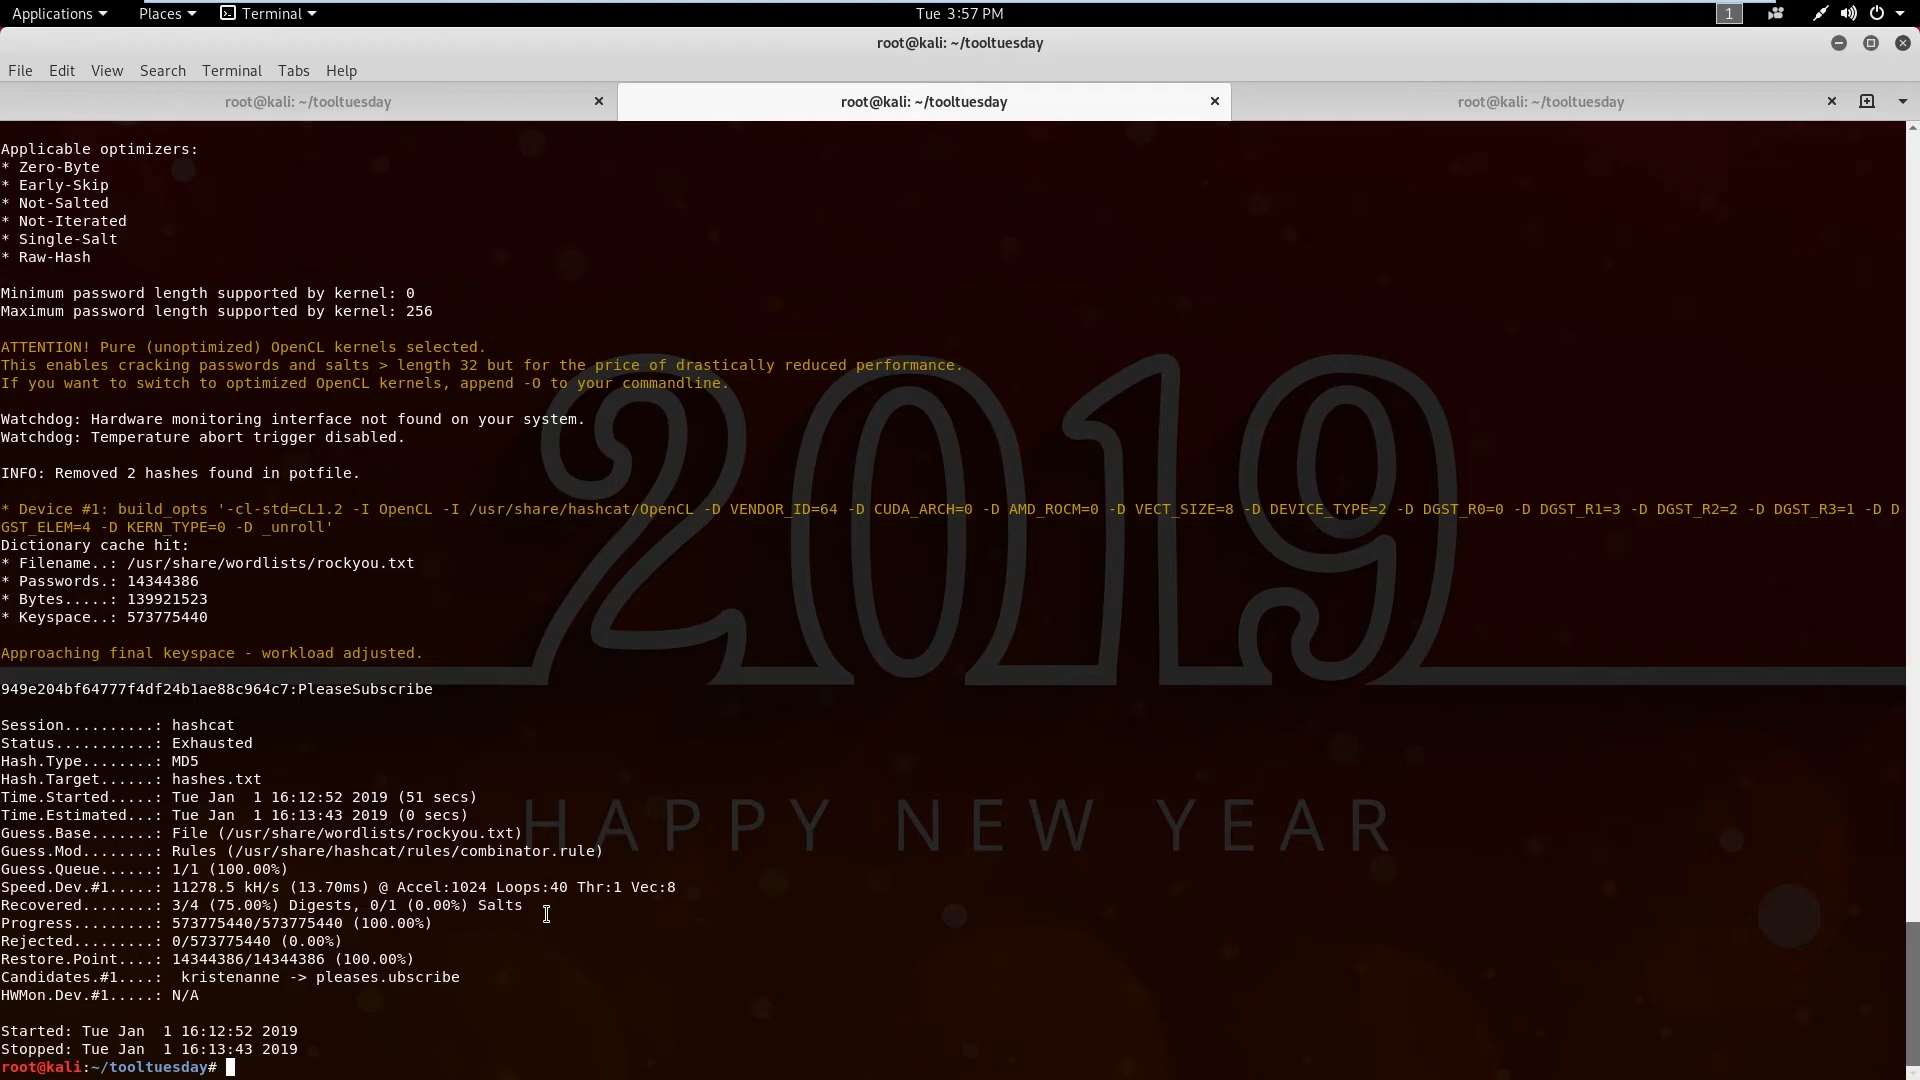 Applications Places Terminal Tue 3:57 PM 1
root@kali: ~/tooltuesday
File Edit View Search Terminal Tabs Help
root@kali: ~/tooltuesday root@kali: ~/tooltuesday root@kali: ~/tooltuesday
Applicable optimizers:
* Zero-Byte
* Early-Skip
* Not-Salted
* Not-Iterated
* Single-Salt
* Raw-Hash
Minimum password length supported by kernel: 0
Maximum password length supported by kernel: 256
ATTENTION! Pure (unoptimized) OpenCL kernels selected.
This enables cracking passwords and salts > length 32 but for the price of drastically reduced performance.
If you want to switch to optimized OpenCL kernels, append -O to your commandline.
Watchdog: Hardware monitoring interface not found on your system.
Watchdog: Temperature abort trigger disabled.
INFO: Removed 2 hashes found in potfile.
* Device #1: build_opts '-cl-std=CL1.2 -I OpenCL -I /usr/share/hashcat/OpenCL -D VENDOR_ID=64 -D CUDA_ARCH=0 -D AMD_ROCM=0 -D VECT_SIZE=8 -D DEVICE_TYPE=2 -D DGST_R0=0 -D DGST_R1=3 -D DGST_R2=2 -D DGST_R3=1 -D D
GST_ELEM=4 -D KERN_TYPE=0 -D _unroll'
Dictionary cache hit:
* Filename..: /usr/share/wordlists/rockyou.txt
* Passwords.: 14344386
* Bytes.....: 139921523
* Keyspace..: 573775440
Approaching final keyspace - workload adjusted.
2019
949e204bf64777f4df24b1ae88c964c7:PleaseSubscribe
Session..........: hashcat
Status...........: Exhausted
Hash.Type........: MD5
Hash.Target......: hashes.txt
Time.Started.....: Tue Jan  1 16:12:52 2019 (51 secs)
Time.Estimated...: Tue Jan  1 16:13:43 2019 (0 secs)
HAPPY NEW YEAR
Guess.Base.......: File (/usr/share/wordlists/rockyou.txt)
Guess.Mod........: Rules (/usr/share/hashcat/rules/combinator.rule)
Guess.Queue......: 1/1 (100.00%)
Speed.Dev.#1.....: 11278.5 kH/s (13.70ms) @ Accel:1024 Loops:40 Thr:1 Vec:8
Recovered........: 3/4 (75.00%) Digests, 0/1 (0.00%) Salts
Progress.........: 573775440/573775440 (100.00%)
Rejected.........: 0/573775440 (0.00%)
Restore.Point....: 14344386/14344386 (100.00%)
Candidates.#1....:  kristenanne -> pleases.ubscribe
HWMon.Dev.#1.....: N/A
Started: Tue Jan  1 16:12:52 2019
Stopped: Tue Jan  1 16:13:43 2019
root@kali:~/tooltuesday#